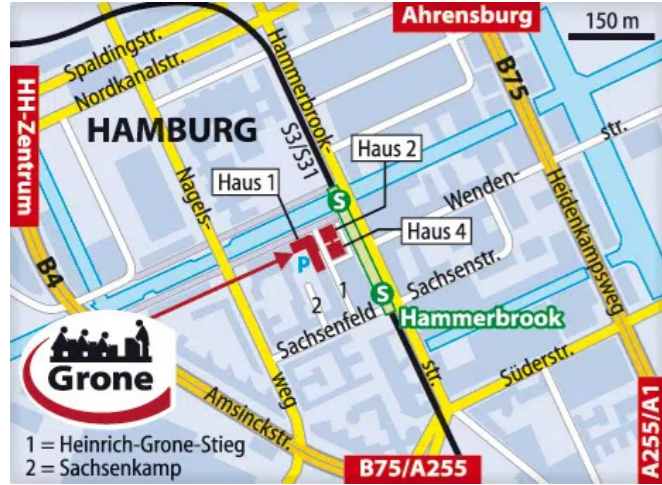 Ahrensburg
150 m
Spaldingstr.
Nordkanalstr.
Hammerbrook-
B75
HH-Zentrum
HAMBURG
S3/S31
Haus 2
str.
Haus 1
Nagels-
S
Wenden-
Heidenkampsweg
Haus 4
B4
P
2
1
S
Sachsenstr.
Sachsenfeld
Hammerbrook
Grone
weg
str.
Süderstr.
Amsinckstr.
1 = Heinrich-Grone-Stieg
2 = Sachsenkamp
B75/A255
A255/A1